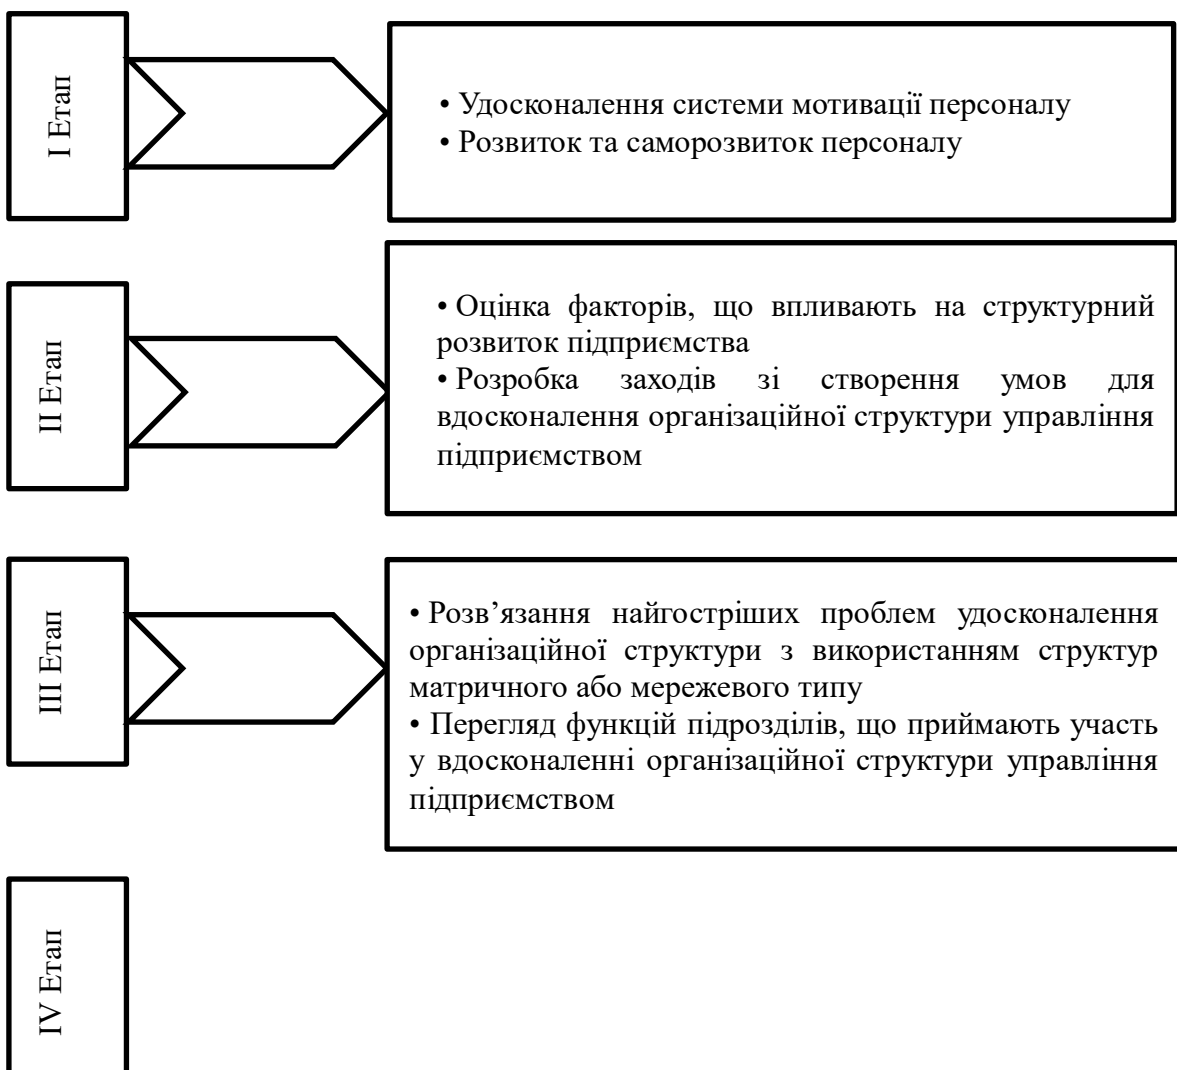 І Етап
• Удосконалення системи мотивації персоналу
• Розвиток та саморозвиток персоналу
ІІ Етап
• Оцінка факторів, що впливають на структурний
розвиток підприємства
• Розробка заходів зі створення умов для
вдосконалення організаційної структури управління
підприємством
ІІІ Етап
• Розв’язання найгостріших проблем удосконалення
організаційної структури з використанням структур
матричного або мережевого типу
• Перегляд функцій підрозділів, що приймають участь
у вдосконаленні організаційної структури управління
підприємством
IV Етап